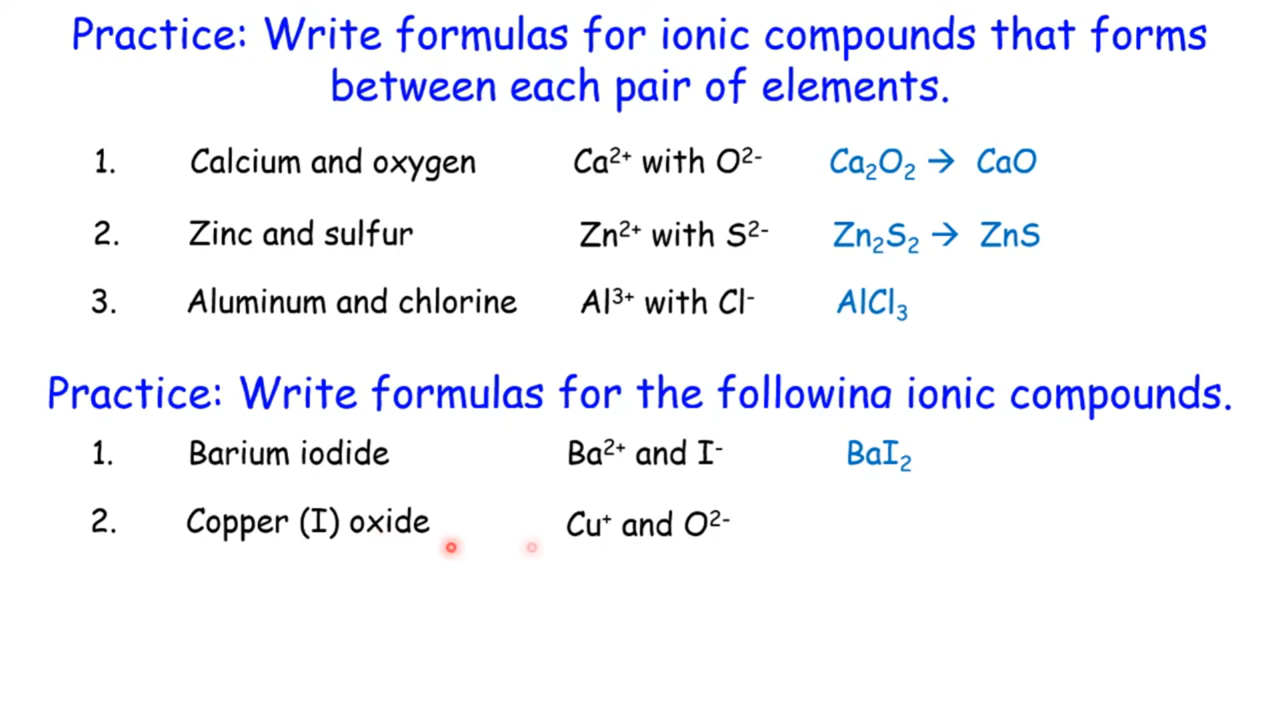 Practice: Write formulas for ionic compounds that forms
between each pair of elements.
1. Calcium and oxygen Ca²⁺ with O²⁻ Ca₂O₂ → CaO
2. Zinc and sulfur Zn²⁺ with S²⁻ Zn₂S₂ → ZnS
3. Aluminum and chlorine Al³⁺ with Cl⁻ AlCl₃
Practice: Write formulas for the following ionic compounds.
1. Barium iodide Ba²⁺ and I⁻ BaI₂
2. Copper (I) oxide Cu⁺ and O²⁻